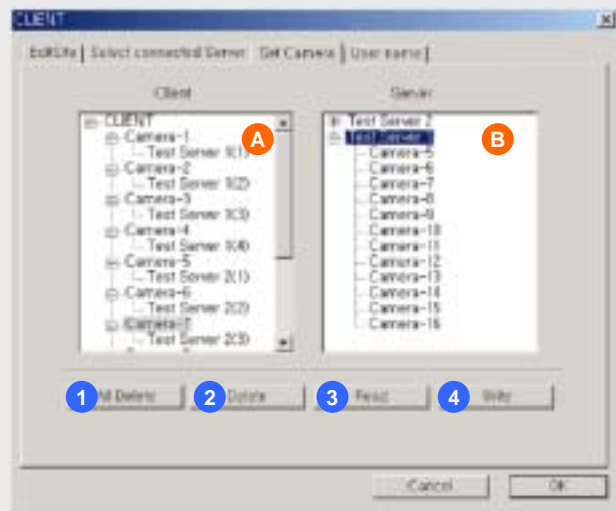 CLIENT
EditSite Select connected Server Set Camera User name
Client Server
CLIENT
Camera-1
Test Server 1(1)
Camera-2
Test Server 1(2)
Camera-3
Test Server 1(3)
Camera-4
Test Server 1(4)
Camera-5
Test Server 2(1)
Camera-6
Test Server 2(2)
Camera-7
Test Server 2(3)
A
Test Server 2
Test Server
Camera-5
Camera-6
Camera-7
Camera-8
Camera-9
Camera-10
Camera-11
Camera-12
Camera-13
Camera-14
Camera-15
Camera-16
B
1 All Delete 2 Delete 3 Read 4 Write
Cancel OK